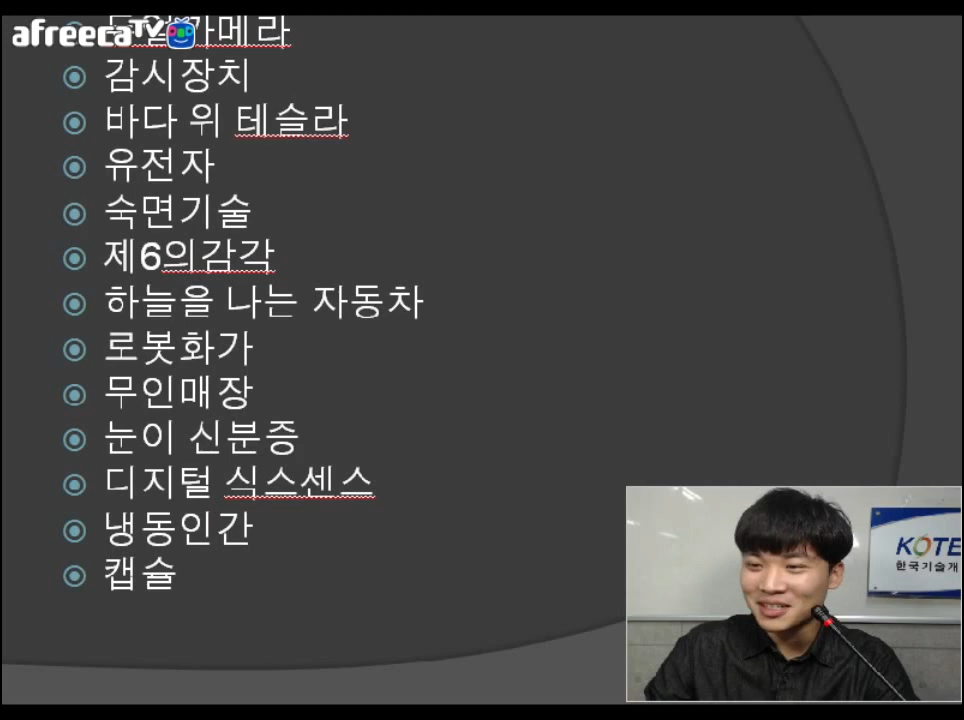 afreecaTV
카메라
감시장치
바다 위 테슬라
유전자
숙면기술
제6의감각
하늘을 나는 자동차
로봇화가
무인매장
눈이 신분증
디지털 식스센스
냉동인간
캡슐
KOTE
한국기술개